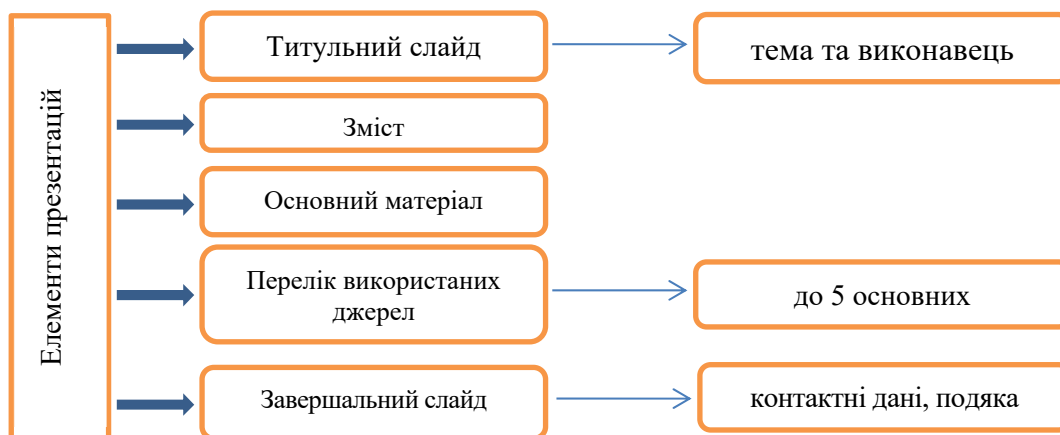 Елементи презентацій
Титульний слайд
тема та виконавець
Зміст
Основний матеріал
Перелік використаних
джерел
до 5 основних
Завершальний слайд
контактні дані, подяка